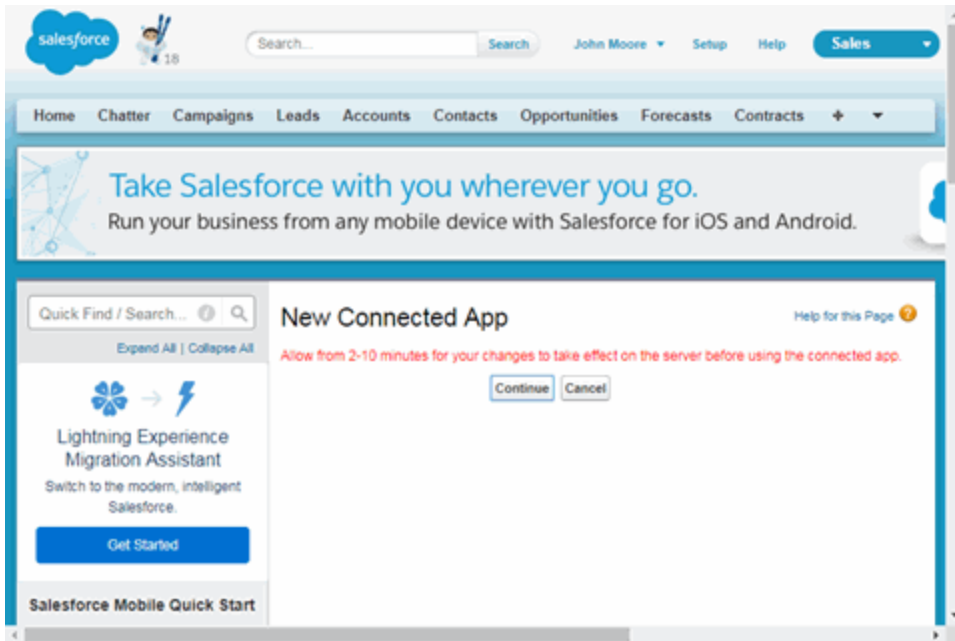 salesforce
18
Search...
Search
John Moore
Setup
Help
Sales
Home Chatter Campaigns Leads Accounts Contacts Opportunities Forecasts Contracts +
Take Salesforce with you wherever you go.
Run your business from any mobile device with Salesforce for iOS and Android.
Quick Find / Search...
Expand All | Collapse All
Lightning Experience
Migration Assistant
Switch to the modern, intelligent
Salesforce.
Get Started
Salesforce Mobile Quick Start
New Connected App
Help for this Page ?
Allow from 2-10 minutes for your changes to take effect on the server before using the connected app.
Continue
Cancel